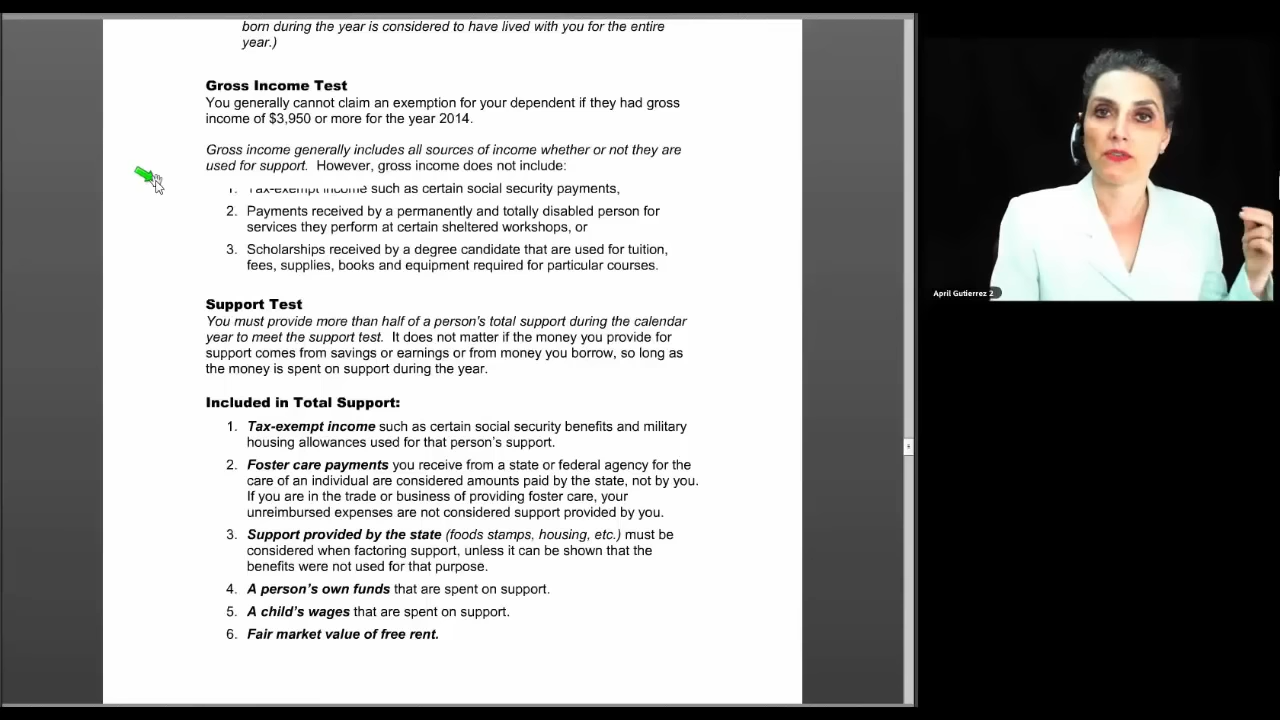 born during the year is considered to have lived with you for the entire
year.)
Gross Income Test
You generally cannot claim an exemption for your dependent if they had gross
income of $3,950 or more for the year 2014.
Gross income generally includes all sources of income whether or not they are
used for support. However, gross income does not include:
1. Tax-exempt income such as certain social security payments,
2. Payments received by a permanently and totally disabled person for
services they perform at certain sheltered workshops, or
3. Scholarships received by a degree candidate that are used for tuition,
fees, supplies, books and equipment required for particular courses.
Support Test
You must provide more than half of a person's total support during the calendar
year to meet the support test. It does not matter if the money you provide for
support comes from savings or earnings or from money you borrow, so long as
the money is spent on support during the year.
Included in Total Support:
1. Tax-exempt income such as certain social security benefits and military
housing allowances used for that person's support.
2. Foster care payments you receive from a state or federal agency for the
care of an individual are considered amounts paid by the state, not by you.
If you are in the trade or business of providing foster care, your
unreimbursed expenses are not considered support provided by you.
3. Support provided by the state (foods stamps, housing, etc.) must be
considered when factoring support, unless it can be shown that the
benefits were not used for that purpose.
4. A person's own funds that are spent on support.
5. A child's wages that are spent on support.
6. Fair market value of free rent.
April Gutierrez 2